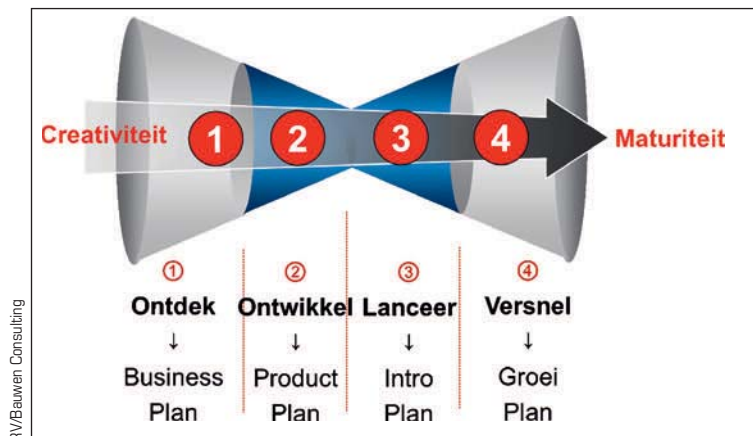 Creativiteit
1
2
3
4
Maturiteit
①
②
③
④
Ontdek
Ontwikkel
Lanceer
Versnel
↓
↓
↓
↓
Business
Plan
Product
Plan
Intro
Plan
Groei
Plan
RV/Bauwen Consulting